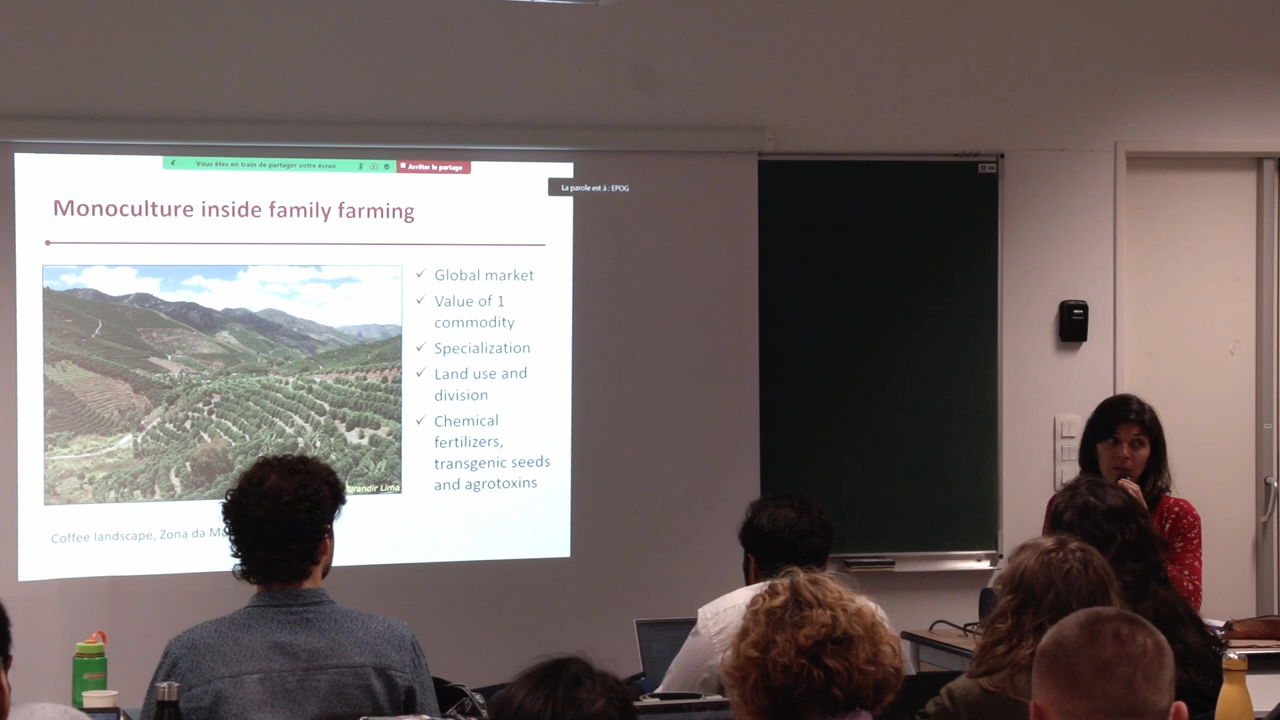 Vous êtes en train de partager votre écran
Arrêter le partage
La parole est à : EPOG
Monoculture inside family farming
✓ Global market
✓ Value of 1
commodity
✓ Specialization
✓ Land use and
division
✓ Chemical
fertilizers,
transgenic seeds
and agrotoxins
Lima
Coffee landscape, Zona da